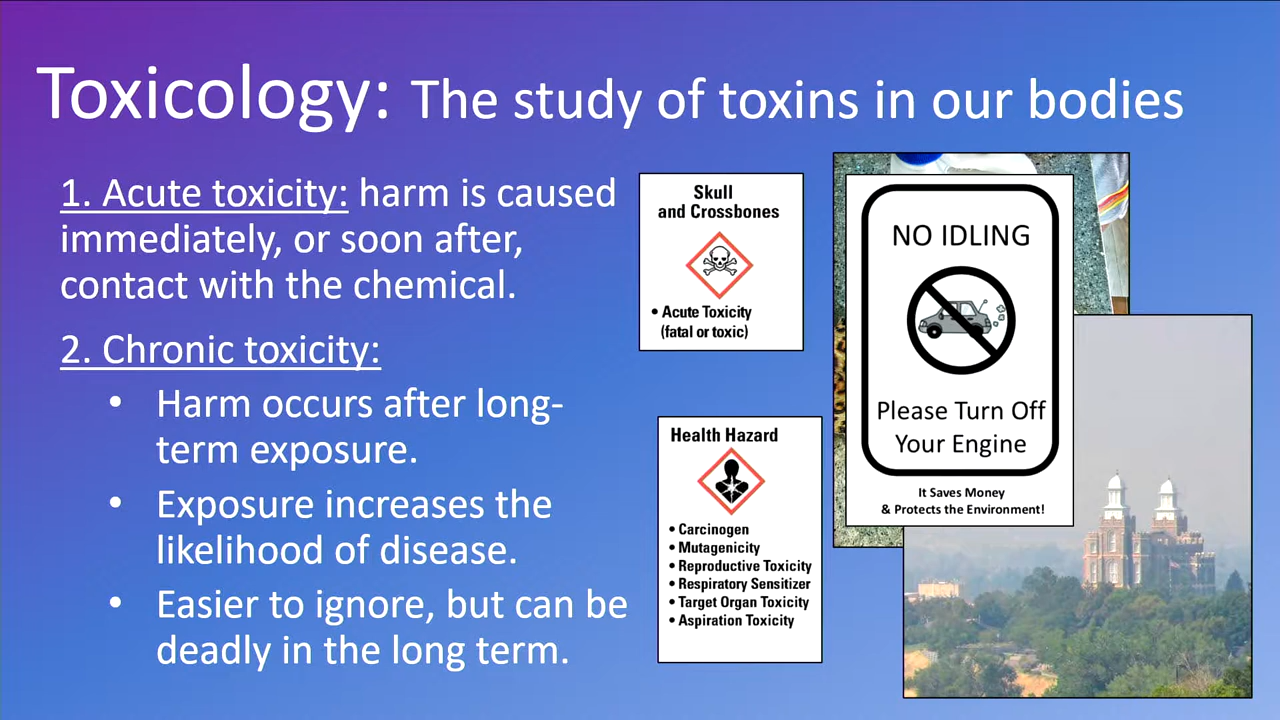 Toxicology: The study of toxins in our bodies
1. Acute toxicity: harm is caused
immediately, or soon after,
contact with the chemical.
2. Chronic toxicity:
• Harm occurs after long-
term exposure.
• Exposure increases the
likelihood of disease.
• Easier to ignore, but can be
deadly in the long term.
Skull
and Crossbones
• Acute Toxicity
(fatal or toxic)
Health Hazard
• Carcinogen
• Mutagenicity
• Reproductive Toxicity
• Respiratory Sensitizer
• Target Organ Toxicity
• Aspiration Toxicity
NO IDLING
Please Turn Off
Your Engine
It Saves Money
& Protects the Environment!